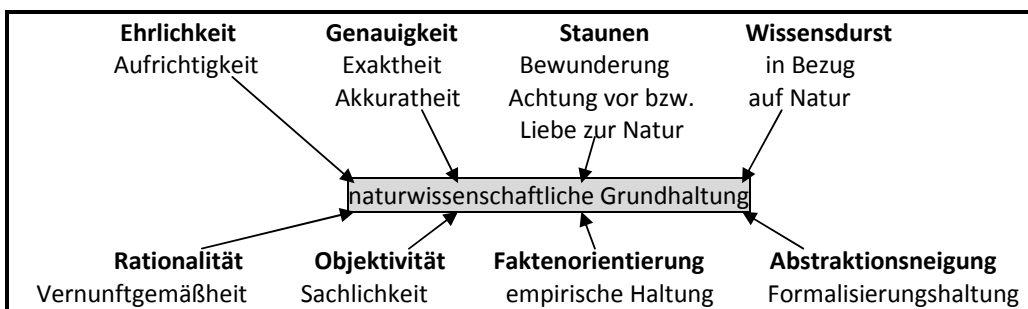 Ehrlichkeit Genauigkeit Staunen Wissensdurst
Aufrichtigkeit Exaktheit Bewunderung in Bezug
Akkuratheit Achtung vor bzw. auf Natur
Liebe zur Natur
naturwissenschaftliche Grundhaltung
Rationalität Objektivität Faktenorientierung Abstraktionsneigung
Vernunftgemäßheit Sachlichkeit empirische Haltung Formalisierungshaltung